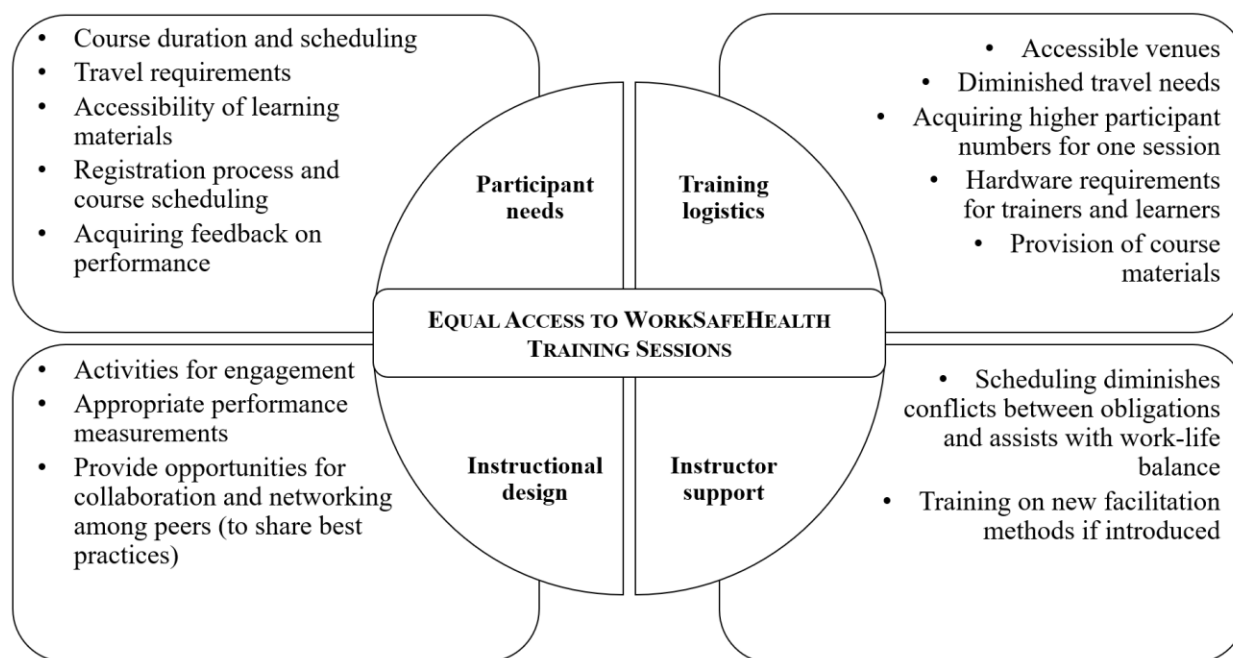 • Course duration and scheduling
• Travel requirements
• Accessibility of learning
materials
• Registration process and
course scheduling
• Acquiring feedback on
performance
Participant
needs
Training
logistics
• Accessible venues
• Diminished travel needs
• Acquiring higher participant
numbers for one session
• Hardware requirements
for trainers and learners
• Provision of course
materials
EQUAL ACCESS TO WORKSAFEHEALTH
TRAINING SESSIONS
• Activities for engagement
• Appropriate performance
measurements
• Provide opportunities for
collaboration and networking
among peers (to share best
practices)
Instructional
design
Instructor
support
• Scheduling diminishes
conflicts between obligations
and assists with work-life
balance
• Training on new facilitation
methods if introduced